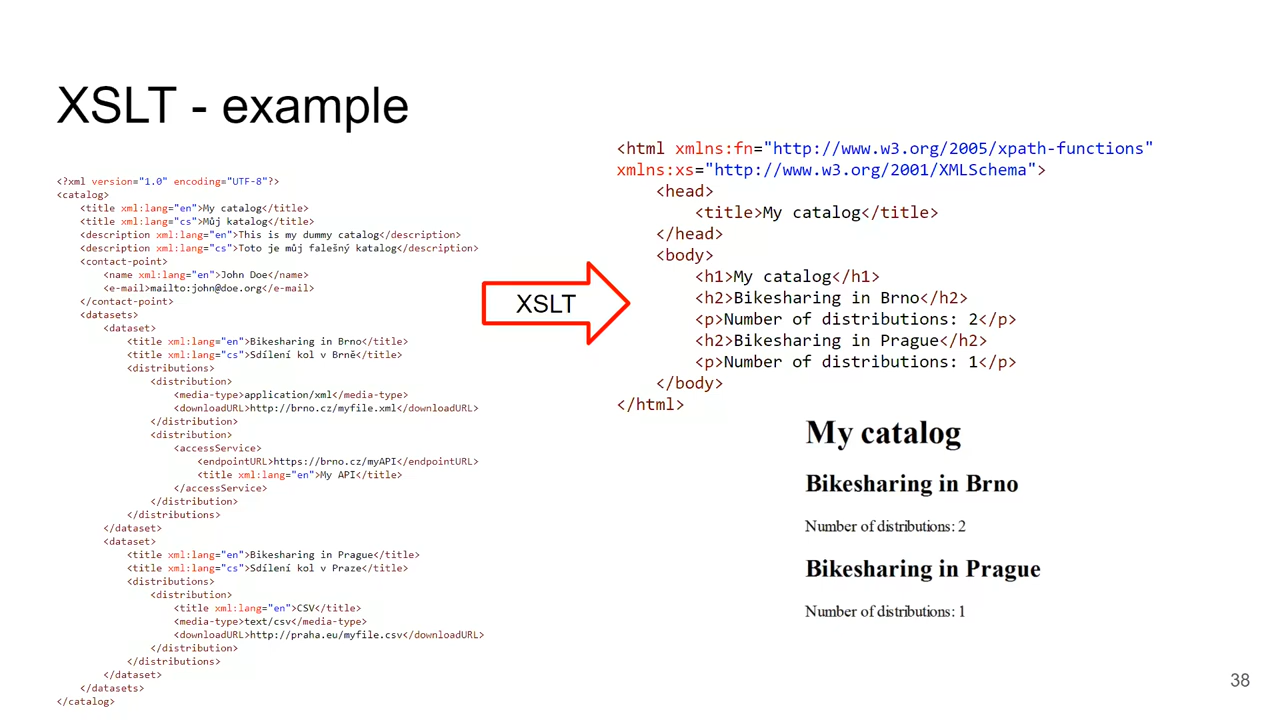 XSLT - example
<?xml version="1.0" encoding="UTF-8"?>
<catalog>
<title xml:lang="en">My catalog</title>
<title xml:lang="cs">Můj katalog</title>
<description xml:lang="en">This is my dummy catalog</description>
<description xml:lang="cs">Toto je můj falešný katalog</description>
<contact-point>
<name xml:lang="en">John Doe</name>
<e-mail>mailto:john@doe.org</e-mail>
</contact-point>
<datasets>
<dataset>
<title xml:lang="en">Bikesharing in Brno</title>
<title xml:lang="cs">Sdílení kol v Brně</title>
<distributions>
<distribution>
<media-type>application/xml</media-type>
<downloadURL>http://brno.cz/myfile.xml</downloadURL>
</distribution>
<distribution>
<accessService>
<endpointURL>https://brno.cz/myAPI</endpointURL>
<title xml:lang="en">My API</title>
</accessService>
</distribution>
</distributions>
</dataset>
<dataset>
<title xml:lang="en">Bikesharing in Prague</title>
<title xml:lang="cs">Sdílení kol v Praze</title>
<distributions>
<distribution>
<title xml:lang="en">CSV</title>
<media-type>text/csv</media-type>
<downloadURL>http://praha.eu/myfile.csv</downloadURL>
</distribution>
</distributions>
</dataset>
</datasets>
</catalog>
XSLT
<html xmlns:fn="http://www.w3.org/2005/xpath-functions"
xmlns:xs="http://www.w3.org/2001/XMLSchema">
<head>
<title>My catalog</title>
</head>
<body>
<h1>My catalog</h1>
<h2>Bikesharing in Brno</h2>
<p>Number of distributions: 2</p>
<h2>Bikesharing in Prague</h2>
<p>Number of distributions: 1</p>
</body>
</html>
My catalog
Bikesharing in Brno
Number of distributions: 2
Bikesharing in Prague
Number of distributions: 1
38